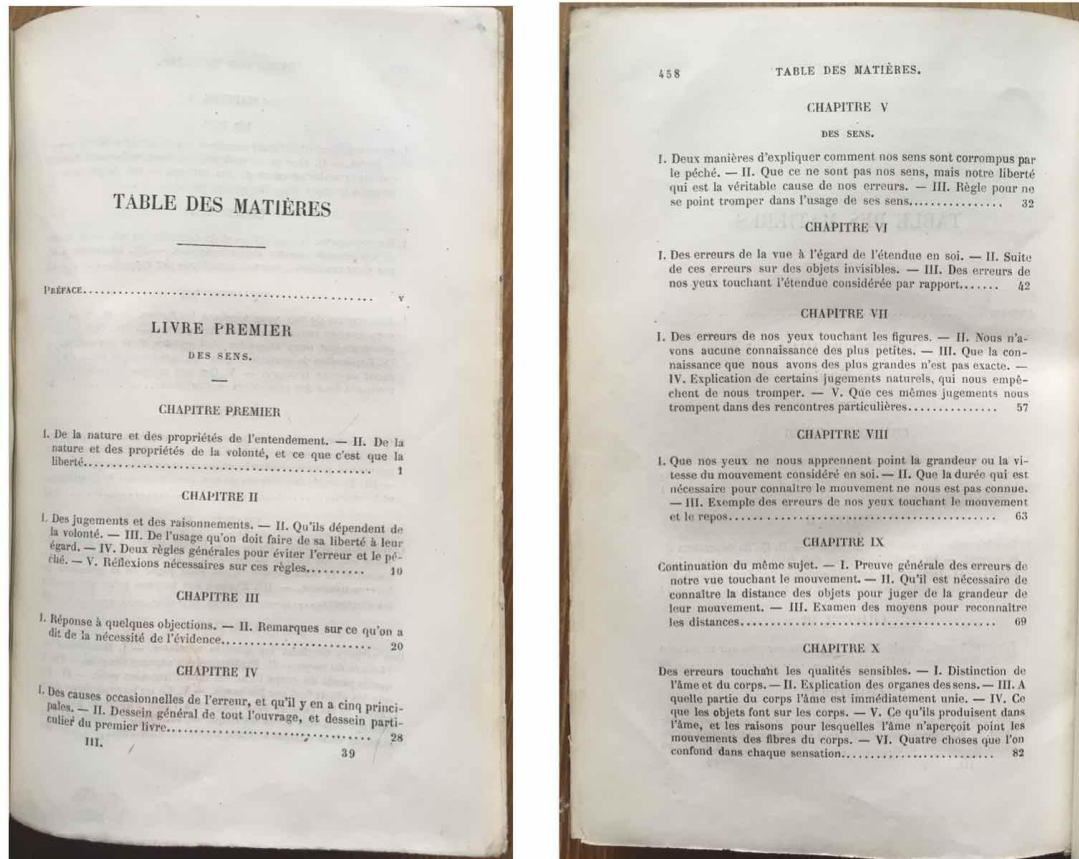 TABLE DES MATIÈRES
PRÉFACE................................................ v
LIVRE PREMIER
DES SENS.
CHAPITRE PREMIER
I. De la nature et des propriétés de l'entendement. — II. De la
nature et des propriétés de la volonté, et ce que c'est que la
liberté................................................ 1
CHAPITRE II
I. Des jugements et des raisonnements. — II. Qu'ils dépendent de
la volonté. — III. De l'usage qu'on doit faire de sa liberté à leur
égard. — IV. Deux règles générales pour éviter l'erreur et le pé-
ché. — V. Réflexions nécessaires sur ces règles.......... 10
CHAPITRE III
I. Réponse à quelques objections. — II. Remarques sur ce qu'on a
dit de la nécessité de l'évidence........................ 20
CHAPITRE IV
I. Des causes occasionnelles de l'erreur, et qu'il y en a cinq princi-
pales. — II. Dessein général de tout l'ouvrage, et dessein parti-
culier du premier livre.................................. 28
III. 39
458 TABLE DES MATIÈRES.
CHAPITRE V
DES SENS.
I. Deux manières d'expliquer comment nos sens sont corrompus par
le péché. — II. Que ce ne sont pas nos sens, mais notre liberté
qui est la véritable cause de nos erreurs. — III. Règle pour ne
se point tromper dans l'usage de ses sens............... 32
CHAPITRE VI
I. Des erreurs de la vue à l'égard de l'étendue en soi. — II. Suite
de ces erreurs sur des objets invisibles. — III. Des erreurs de
nos yeux touchant l'étendue considérée par rapport....... 42
CHAPITRE VII
I. Des erreurs de nos yeux touchant les figures. — II. Nous n'a-
vons aucune connaissance des plus petites. — III. Que la con-
naissance que nous avons des plus grandes n'est pas exacte. —
IV. Explication de certains jugements naturels, qui nous empê-
chent de nous tromper. — V. Que ces mêmes jugements nous
trompent dans des rencontres particulières............... 57
CHAPITRE VIII
I. Que nos yeux ne nous apprennent point la grandeur ou la vi-
tesse du mouvement considéré en soi. — II. Que la durée qui est
nécessaire pour connaître le mouvement ne nous est pas connue.
— III. Exemple des erreurs de nos yeux touchant le mouvement
et le repos.............................................. 63
CHAPITRE IX
Continuation du même sujet. — I. Preuve générale des erreurs de
notre vue touchant le mouvement. — II. Qu'il est nécessaire de
connaître la distance des objets pour juger de la grandeur de
leur mouvement. — III. Examen des moyens pour reconnaître
les distances............................................ 69
CHAPITRE X
Des erreurs touchant les qualités sensibles. — I. Distinction de
l'âme et du corps. — II. Explication des organes des sens. — III. A
quelle partie du corps l'âme est immédiatement unie. — IV. Ce
que les objets font sur les corps. — V. Ce qu'ils produisent dans
l'âme, et les raisons pour lesquelles l'âme n'aperçoit point les
mouvements des fibres du corps. — VI. Quatre choses que l'on
confond dans chaque sensation......................... 82